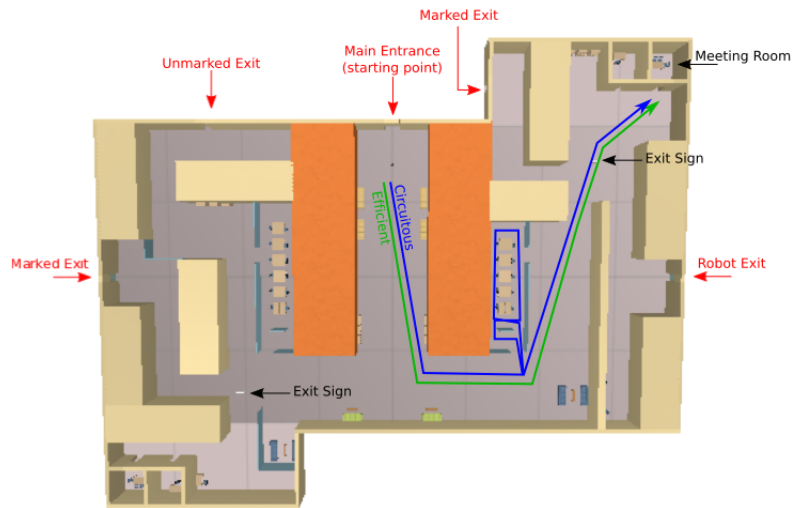 Marked Exit
Meeting Room
Unmarked Exit
Main Entrance
(starting point)
Exit Sign
Circuitous
Efficient
Marked Exit
Robot Exit
Exit Sign